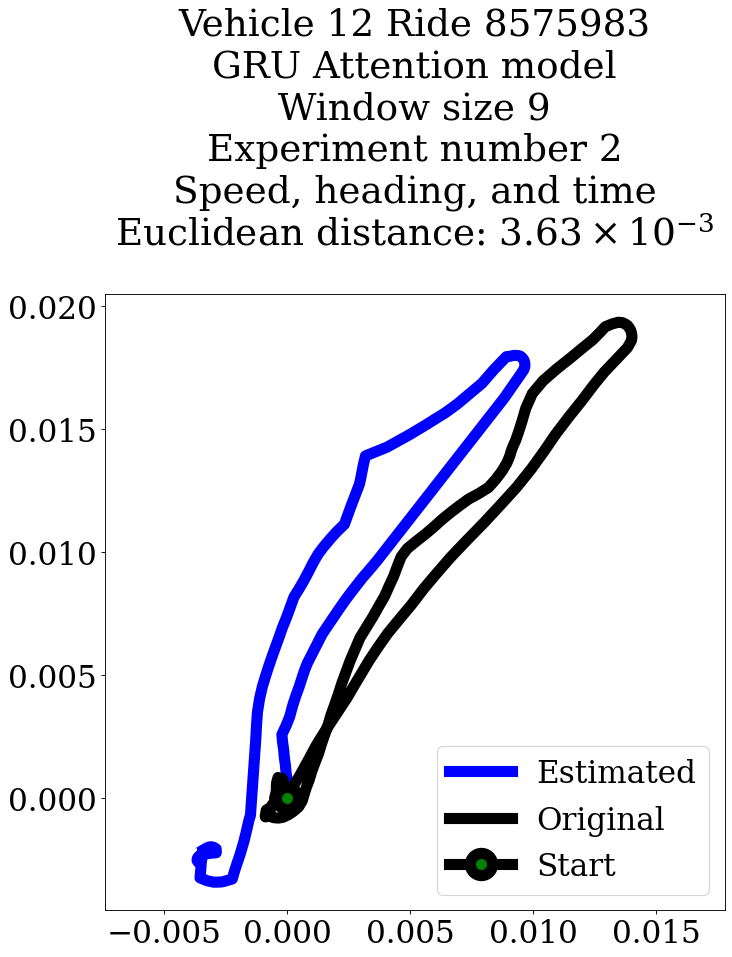 Vehicle 12 Ride 8575983
GRU Attention model
Window size 9
Experiment number 2
Speed, heading, and time
Euclidean distance: 3.63 × 10⁻³
0.020
0.015
0.010
0.005
0.000
Estimated
Original
Start
−0.005 0.000 0.005 0.010 0.015